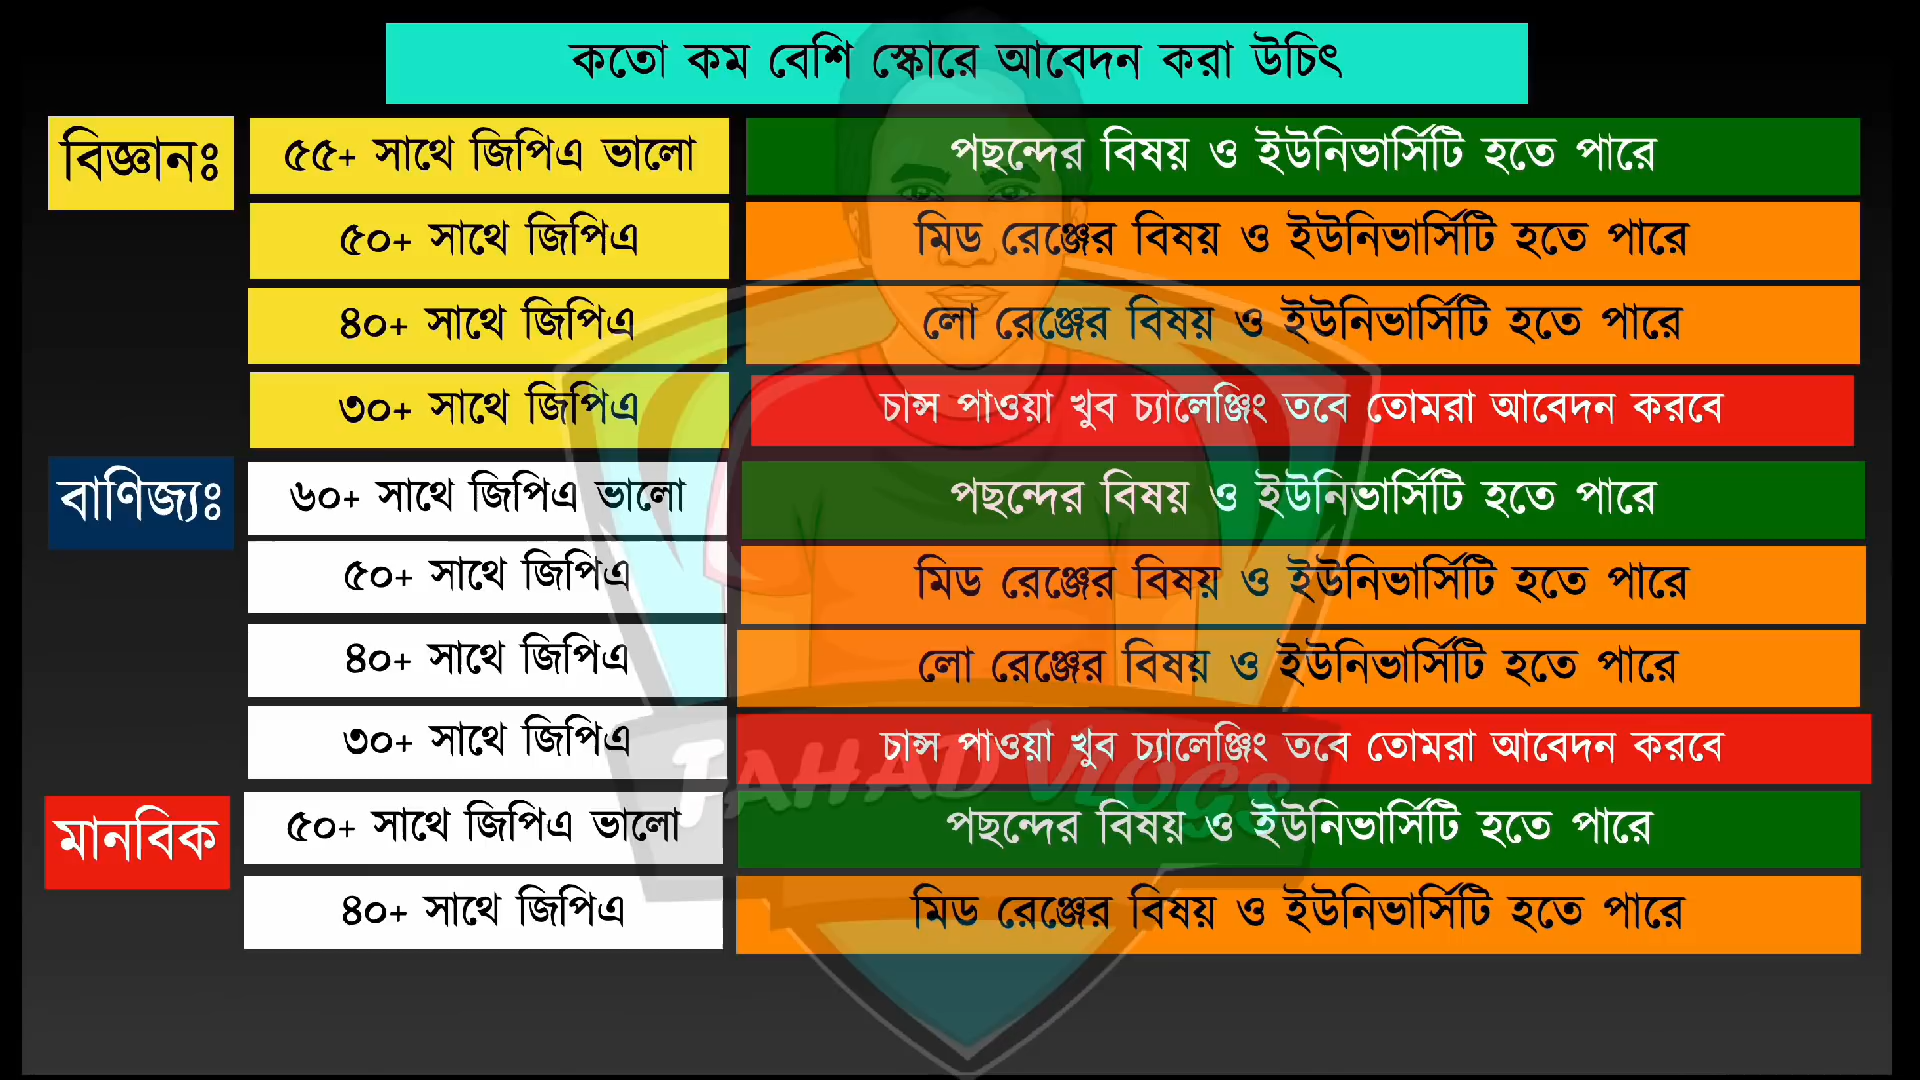 কতো কম বেশি স্কোরে আবেদন করা উচিৎ
বিজ্ঞানঃ
৫৫+ সাথে জিপিএ ভালো
পছন্দের বিষয় ও ইউনিভার্সিটি হতে পারে
৫০+ সাথে জিপিএ
মিড রেঞ্জের বিষয় ও ইউনিভার্সিটি হতে পারে
৪০+ সাথে জিপিএ
লো রেঞ্জের বিষয় ও ইউনিভার্সিটি হতে পারে
৩০+ সাথে জিপিএ
চান্স পাওয়া খুব চ্যালেঞ্জিং তবে তোমরা আবেদন করবে
বাণিজ্যঃ
৬০+ সাথে জিপিএ ভালো
পছন্দের বিষয় ও ইউনিভার্সিটি হতে পারে
৫০+ সাথে জিপিএ
মিড রেঞ্জের বিষয় ও ইউনিভার্সিটি হতে পারে
৪০+ সাথে জিপিএ
লো রেঞ্জের বিষয় ও ইউনিভার্সিটি হতে পারে
৩০+ সাথে জিপিএ
চান্স পাওয়া খুব চ্যালেঞ্জিং তবে তোমরা আবেদন করবে
FAHAD VLOGS
মানবিক
৫০+ সাথে জিপিএ ভালো
পছন্দের বিষয় ও ইউনিভার্সিটি হতে পারে
৪০+ সাথে জিপিএ
মিড রেঞ্জের বিষয় ও ইউনিভার্সিটি হতে পারে